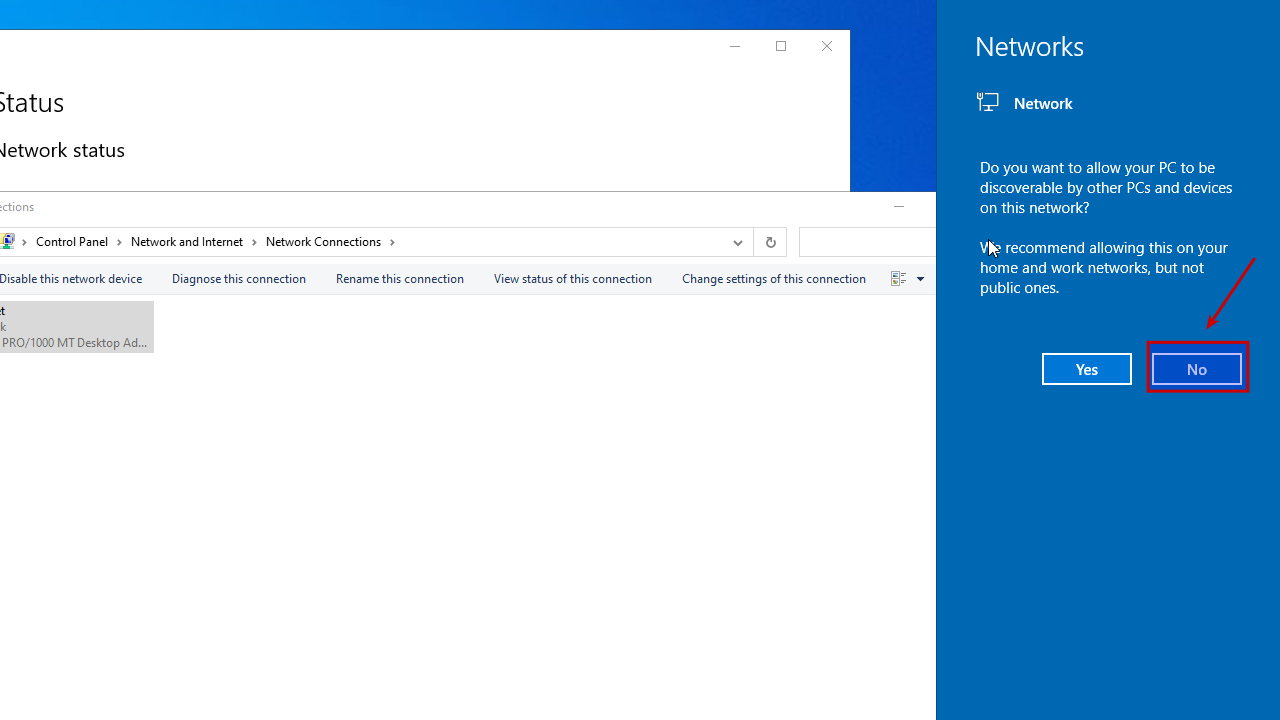 Status
Network status
ections
Control Panel
Network and Internet
Network Connections
Disable this network device
Diagnose this connection
Rename this connection
View status of this connection
Change settings of this connection
et
k
PRO/1000 MT Desktop Ad...
Networks
Network
Do you want to allow your PC to be
discoverable by other PCs and devices
on this network?
We recommend allowing this on your
home and work networks, but not
public ones.
Yes
No